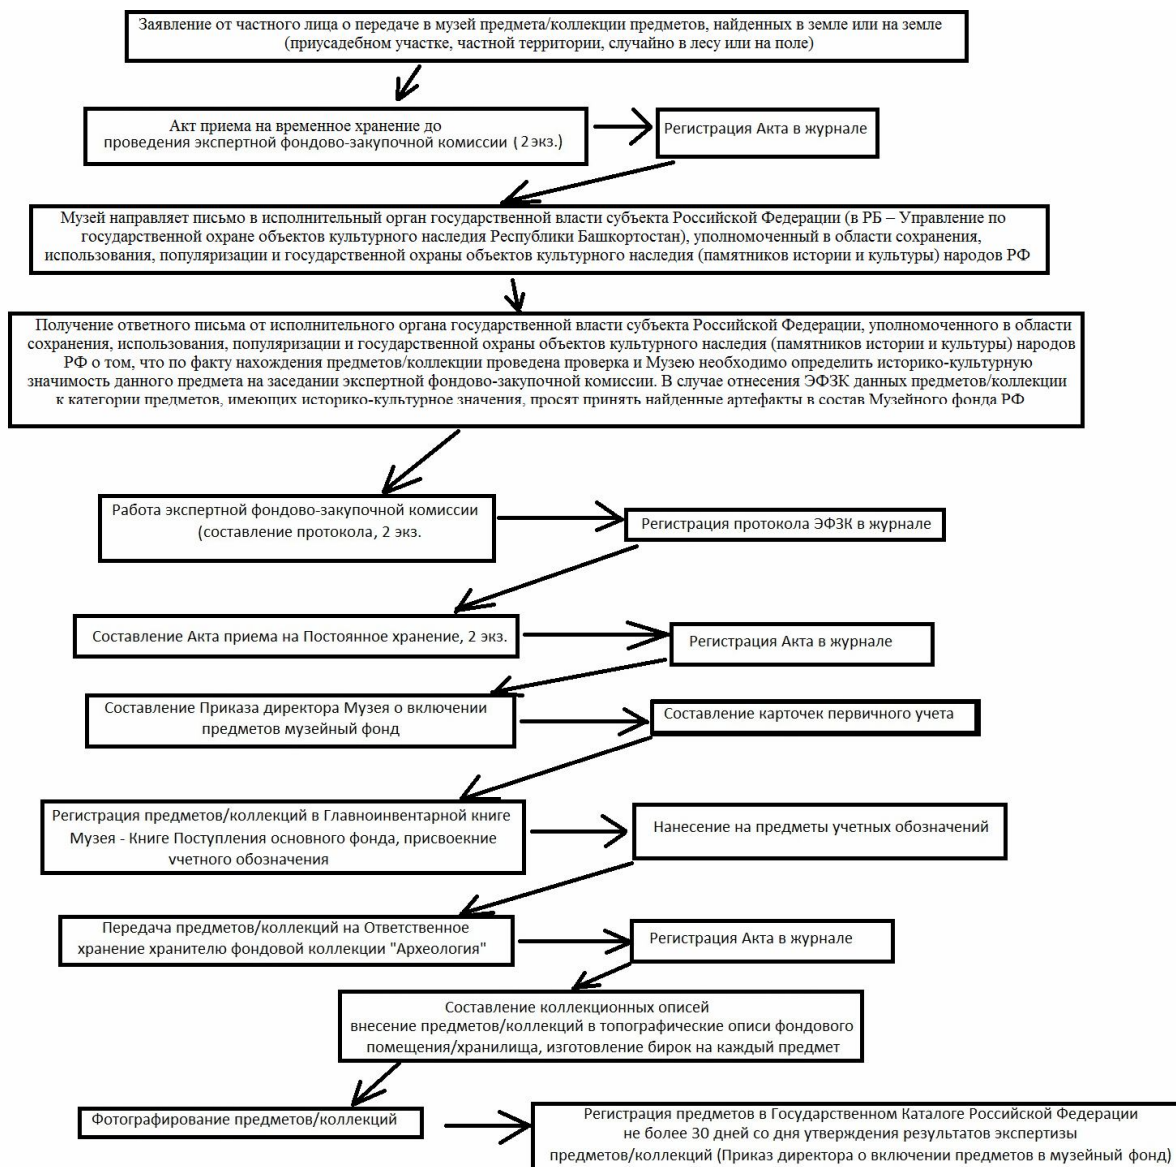 Заявление от частного лица о передаче в музей предмета/коллекции предметов, найденных в земле или на земле
(приусадебном участке, частной территории, случайно в лесу или на поле)
Акт приема на временное хранение до
проведения экспертной фондово-закупочной комиссии (2 экз.)
Регистрация Акта в журнале
Музей направляет письмо в исполнительный орган государственной власти субъекта Российской Федерации (в РБ – Управление по
государственной охране объектов культурного наследия Республики Башкортостан), уполномоченный в области сохранения,
использования, популяризации и государственной охраны объектов культурного наследия (памятников истории и культуры) народов РФ
Получение ответного письма от исполнительного органа государственной власти субъекта Российской Федерации, уполномоченного в области
сохранения, использования, популяризации и государственной охраны объектов культурного наследия (памятников истории и культуры) народов
РФ о том, что по факту нахождения предметов/коллекции проведена проверка и Музею необходимо определить историко-культурную
значимость данного предмета на заседании экспертной фондово-закупочной комиссии. В случае отнесения ЭФЗК данных предметов/коллекции
к категории предметов, имеющих историко-культурное значения, просят принять найденные артефакты в состав Музейного фонда РФ
Работа экспертной фондово-закупочной комиссии
(составление протокола, 2 экз.
Регистрация протокола ЭФЗК в журнале
Составление Акта приема на Постоянное хранение, 2 экз.
Регистрация Акта в журнале
Составление Приказа директора Музея о включении
предметов музейный фонд
Составление карточек первичного учета
Регистрация предметов/коллекций в Главноинвентарной книге
Музея - Книге Поступления основного фонда, присвоекние
учетного обозначения
Нанесение на предметы учетных обозначений
Передача предметов/коллекций на Ответственное
хранение хранителю фондовой коллекции "Археология"
Регистрация Акта в журнале
Составление коллекционных описей
внесение предметов/коллекций в топографические описи фондового
помещения/хранилища, изготовление бирок на каждый предмет
Фотографирование предметов/коллекций
Регистрация предметов в Государственном Каталоге Российской Федерации
не более 30 дней со дня утверждения результатов экспертизы
предметов/коллекций (Приказ директора о включении предметов в музейный фонд)